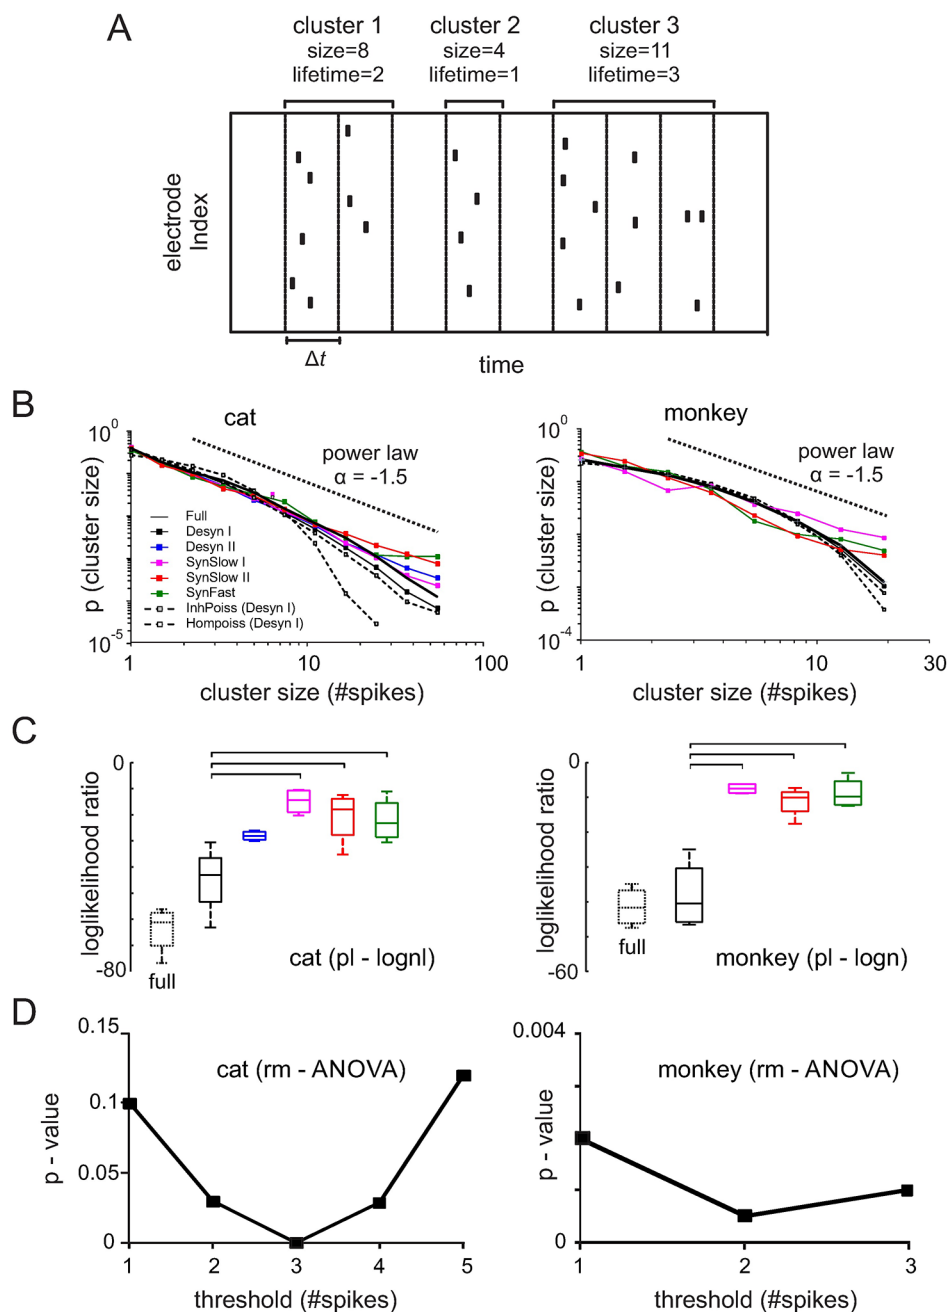 A
cluster 1
size=8
lifetime=2
cluster 2
size=4
lifetime=1
cluster 3
size=11
lifetime=3
electrode
Index
Δt
time
B
cat
power law
α = -1.5
p (cluster size)
10^0
10^-5
Full
Desyn I
Desyn II
SynSlow I
SynSlow II
SynFast
InhPoiss (Desyn I)
Hompoiss (Desyn I)
1
10
100
cluster size (#spikes)
monkey
power law
α = -1.5
p (cluster size)
10^0
10^-4
1
10
30
cluster size (#spikes)
C
loglikelihood ratio
0
-80
full
cat (pl - lognl)
loglikelihood ratio
0
-60
full
monkey (pl - logn)
D
p - value
0.15
0.1
0.05
0
cat (rm - ANOVA)
1
2
3
4
5
threshold (#spikes)
p - value
0.004
0
monkey (rm - ANOVA)
1
2
3
threshold (#spikes)